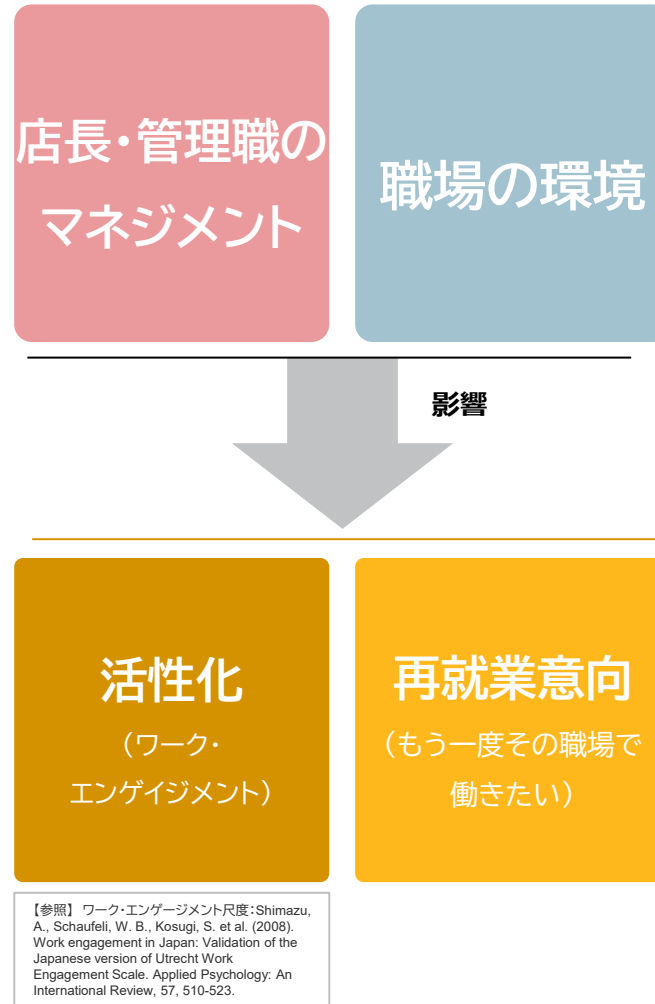 店長・管理職の
マネジメント
職場の環境
影響
活性化
（ワーク・
エンゲイジメント）
再就業意向
（もう一度その職場で
働きたい）
【参照】 ワーク・エンゲージメント尺度：Shimazu,
A., Schaufeli, W. B., Kosugi, S. et al. (2008).
Work engagement in Japan: Validation of the
Japanese version of Utrecht Work
Engagement Scale. Applied Psychology: An
International Review, 57, 510-523.